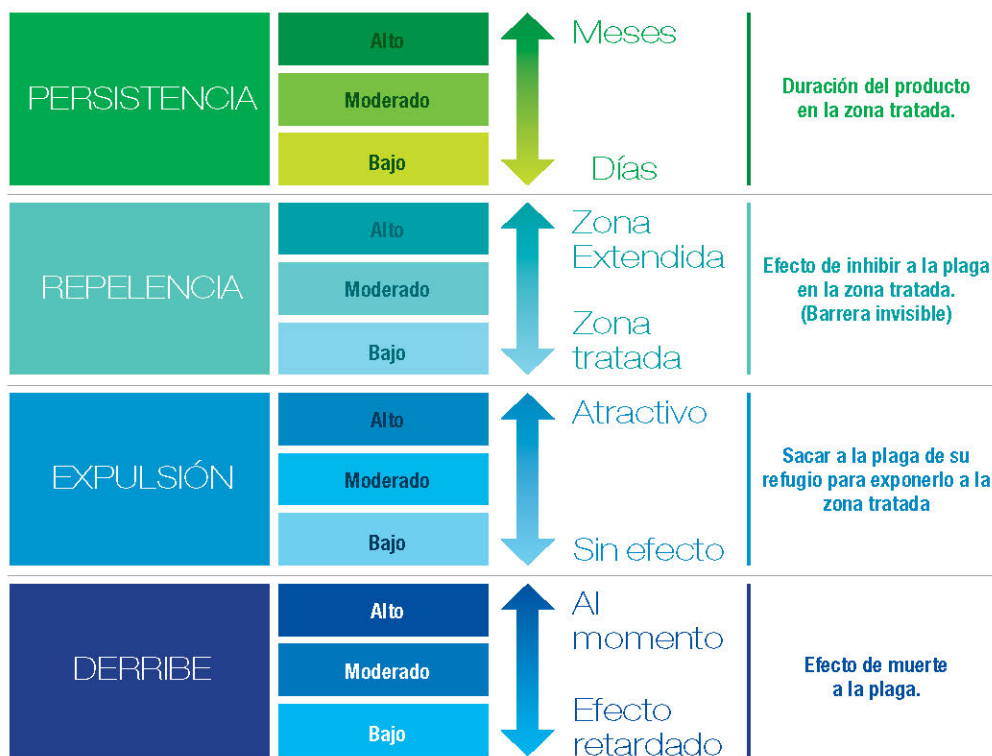 PERSISTENCIA
Alto
Moderado
Bajo
Meses
Días
Duración del producto
en la zona tratada.
REPELENCIA
Alto
Moderado
Bajo
Zona
Extendida
Zona
tratada
Efecto de inhibir a la plaga
en la zona tratada.
(Barrera invisible)
EXPULSIÓN
Alto
Moderado
Bajo
Atractivo
Sin efecto
Sacar a la plaga de su
refugio para exponerlo a la
zona tratada
DERRIBE
Alto
Moderado
Bajo
Al
momento
Efecto
retardado
Efecto de muerte
a la plaga.